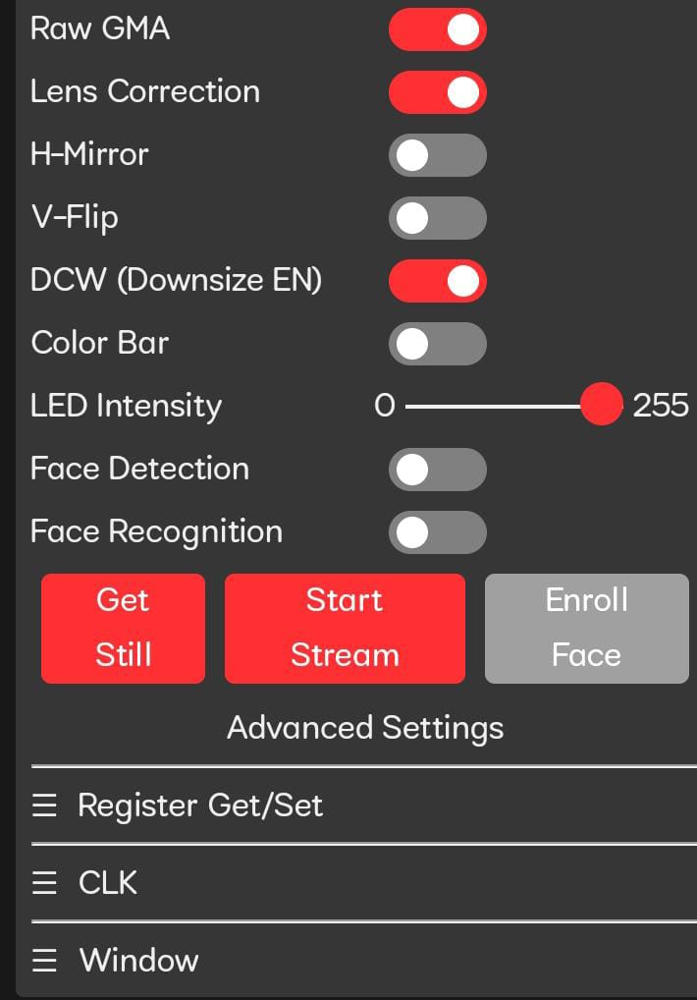 Raw GMA
Lens Correction
H-Mirror
V-Flip
DCW (Downsize EN)
Color Bar
LED Intensity 0 255
Face Detection
Face Recognition
Get Still
Start Stream
Enroll Face
Advanced Settings
☰ Register Get/Set
☰ CLK
☰ Window